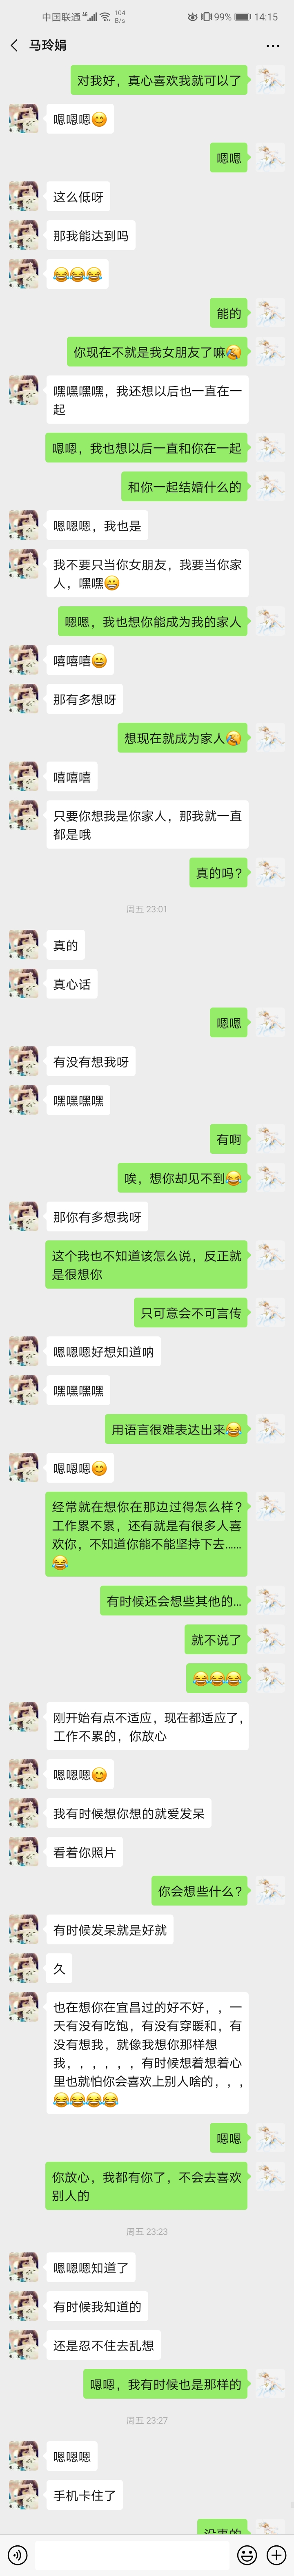 中国联通 104 B/s 99% 14:15
马玲娟
对我好，真心喜欢我就可以了
嗯嗯嗯😊
嗯嗯
这么低呀
那我能达到吗
😂😂😂
能的
你现在不就是我女朋友了嘛
嘿嘿嘿嘿，我还想以后也一直在一
起
嗯嗯，我也想以后一直和你在一起
和你一起结婚什么的
嗯嗯嗯，我也是
我不要只当你女朋友，我要当你家
人，嘿嘿😁
嗯嗯，我也想你能成为我的家人
嘻嘻嘻😄
那有多想呀
想现在就成为家人
嘻嘻嘻
只要你想我是你家人，那我就一直
都是哦
真的吗？
周五 23:01
真的
真心话
嗯嗯
有没有想我呀
嘿嘿嘿嘿
有啊
唉，想你却见不到😂
那你有多想我呀
这个我也不知道该怎么说，反正就
是很想你
只可意会不可言传
嗯嗯嗯好想知道呐
嘿嘿嘿嘿
用语言很难表达出来😂
嗯嗯嗯😊
经常就在想你在那边过得怎么样？
工作累不累，还有就是有很多人喜
欢你，不知道你能不能坚持下去……
😂
有时候还会想些其他的...
就不说了
😂😂😂
刚开始有点不适应，现在都适应了，
工作不累的，你放心
嗯嗯嗯😊
我有时候想你想的就爱发呆
看着你照片
你会想些什么？
有时候发呆就是好就
久
也在想你在宜昌过的好不好，，一
天有没有吃饱，有没有穿暖和，有
没有想我，就像我想你那样想
我，，，，，，有时候想着想着心
里也就怕你会喜欢上别人啥的，，，
😂😂😂😂
嗯嗯
你放心，我都有你了，不会去喜欢
别人的
周五 23:23
嗯嗯嗯知道了
有时候我知道的
还是忍不住去乱想
嗯嗯，我有时候也是那样的
周五 23:27
嗯嗯嗯
手机卡住了
没事的